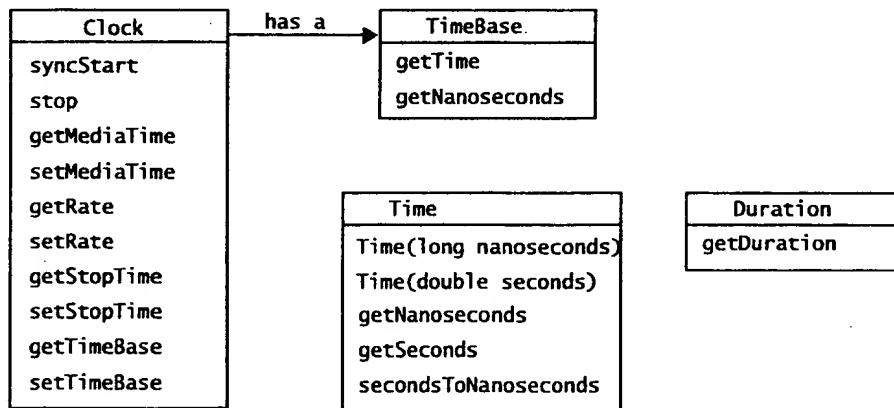 Clock
syncStart
stop
getMediaTime
setMediaTime
getRate
setRate
getStopTime
setStopTime
getTimeBase
setTimeBase
has a
TimeBase
getTime
getNanoseconds
Time
Time(long nanoseconds)
Time(double seconds)
getNanoseconds
getSeconds
secondsToNanoseconds
Duration
getDuration